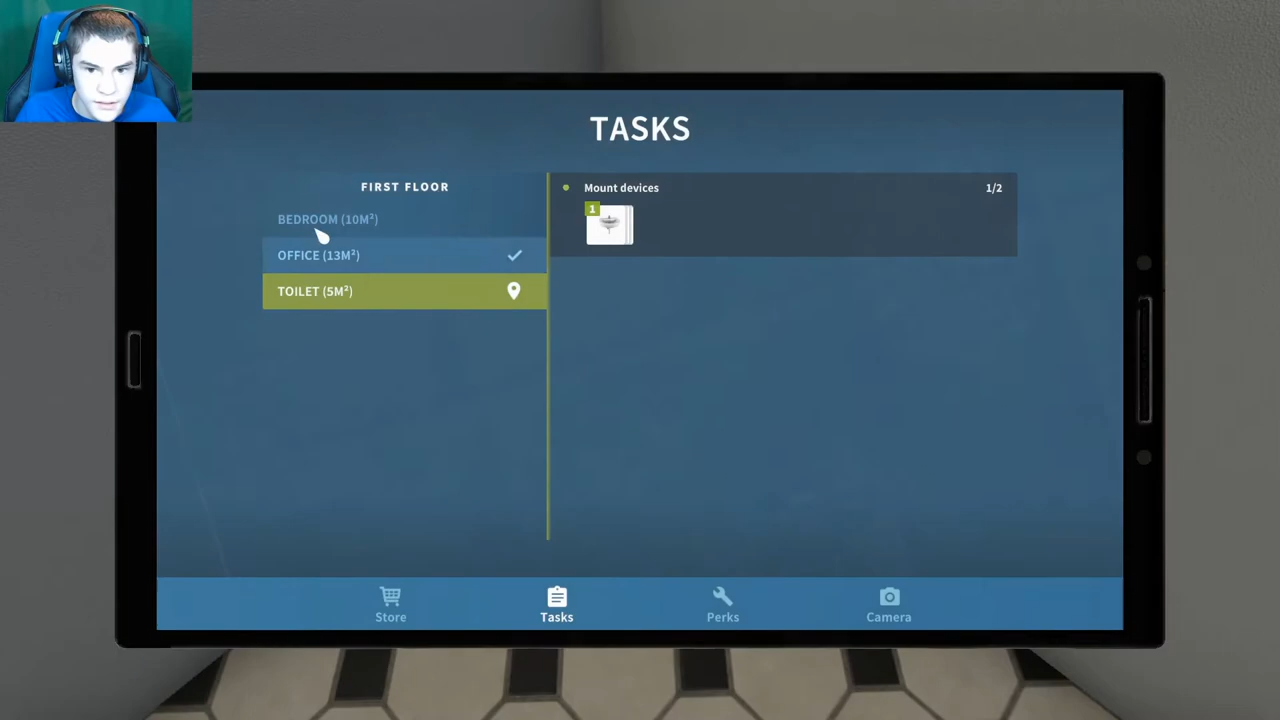 TASKS
FIRST FLOOR
BEDROOM (10M²)
OFFICE (13M²)
TOILET (5M²)
Mount devices 1/2
1
Store Tasks Perks Camera